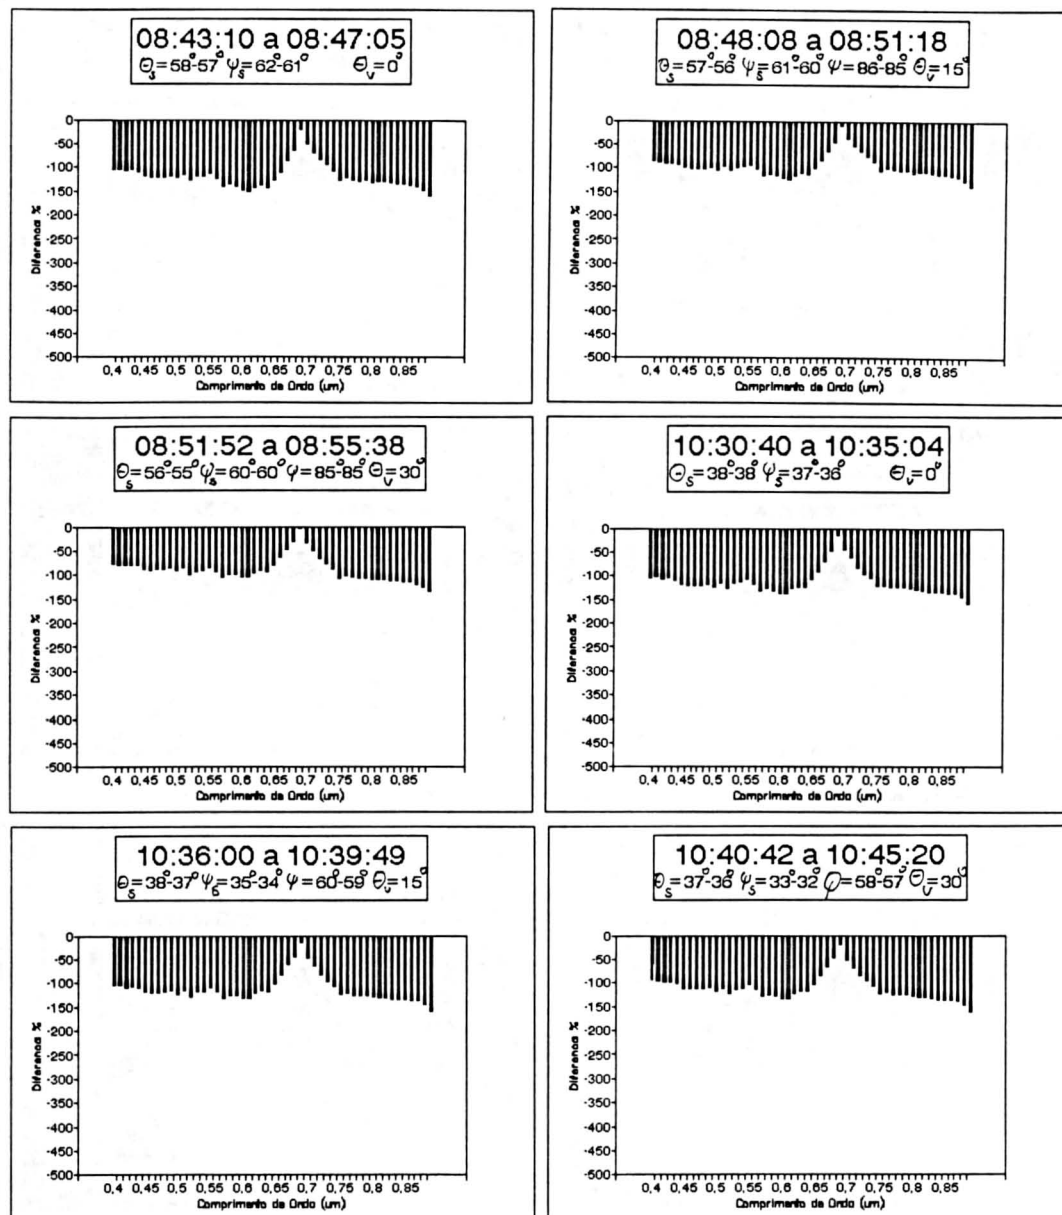 08:43:10 a 08:47:05
Θs=58-57° ψs=62-61° Θv=0°
0
-50
-100
-150
-200
-250
-300
-350
-400
-450
-500
Diferenca %
0,4 0,45 0,5 0,55 0,6 0,65 0,7 0,75 0,8 0,85
Comprimento de Onda (um)
08:48:08 a 08:51:18
Θs=57-56° ψs=61-60° ψ=86-85° Θv=15°
0
-50
-100
-150
-200
-250
-300
-350
-400
-450
-500
Diferenca %
0,4 0,45 0,5 0,55 0,6 0,65 0,7 0,75 0,8 0,85
Comprimento de Onda (um)
08:51:52 a 08:55:38
Θs=56-55° ψs=60-60° ψ=85-85° Θv=30°
0
-50
-100
-150
-200
-250
-300
-350
-400
-450
-500
Diferenca %
0,4 0,45 0,5 0,55 0,6 0,65 0,7 0,75 0,8 0,85
Comprimento de Onda (um)
10:30:40 a 10:35:04
Θs=38-38° ψs=37-36° Θv=0°
0
-50
-100
-150
-200
-250
-300
-350
-400
-450
-500
Diferenca %
0,4 0,45 0,5 0,55 0,6 0,65 0,7 0,75 0,8 0,85
Comprimento de Onda (um)
10:36:00 a 10:39:49
Θs=38-37° ψs=35-34° ψ=60-59° Θv=15°
0
-50
-100
-150
-200
-250
-300
-350
-400
-450
-500
Diferenca %
0,4 0,45 0,5 0,55 0,6 0,65 0,7 0,75 0,8 0,85
Comprimento de Onda (um)
10:40:42 a 10:45:20
Θs=37-36° ψs=33-32° φ=58-57° Θv=30°
0
-50
-100
-150
-200
-250
-300
-350
-400
-450
-500
Diferenca %
0,4 0,45 0,5 0,55 0,6 0,65 0,7 0,75 0,8 0,85
Comprimento de Onda (um)